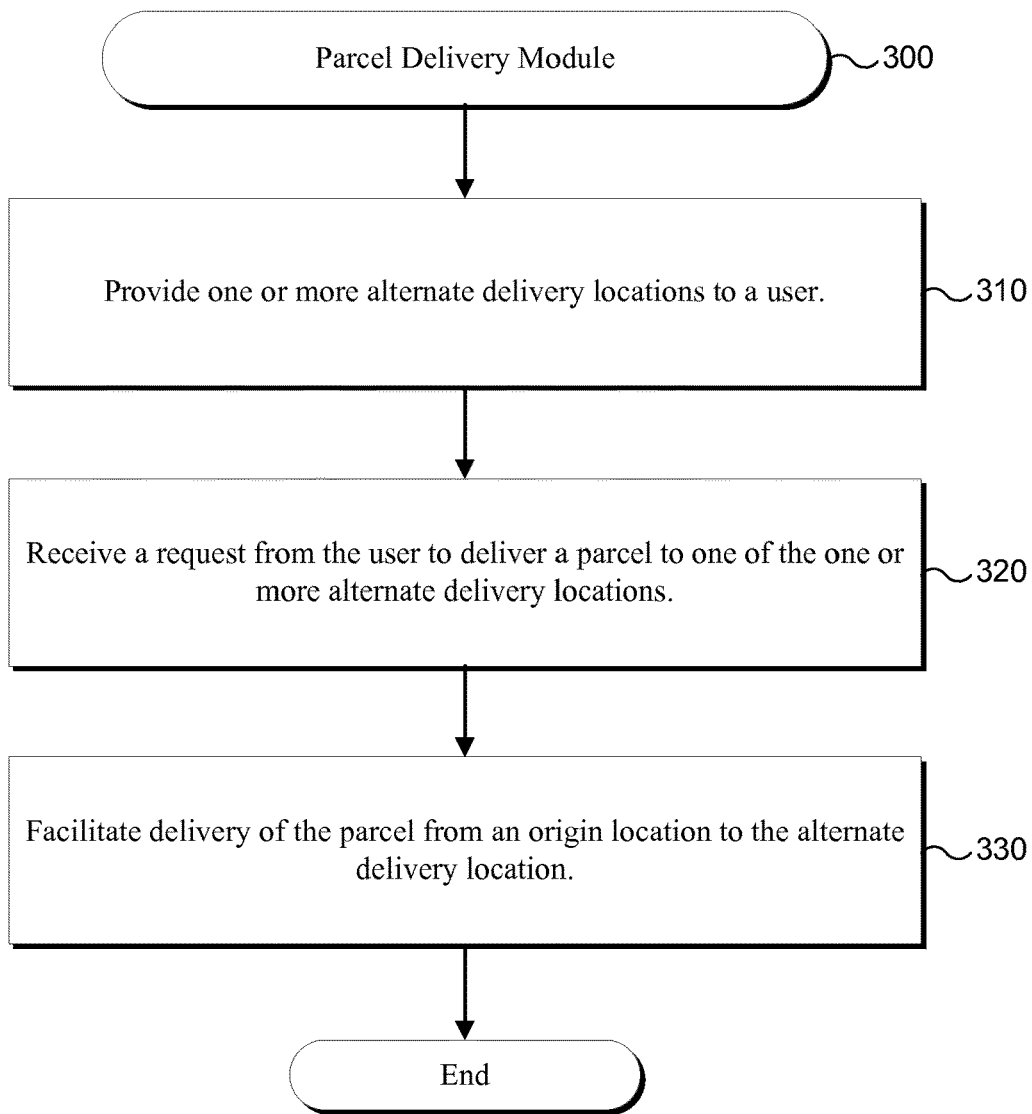 Parcel Delivery Module
300
Provide one or more alternate delivery locations to a user.
310
Receive a request from the user to deliver a parcel to one of the one or
more alternate delivery locations.
320
Facilitate delivery of the parcel from an origin location to the alternate
delivery location.
330
End